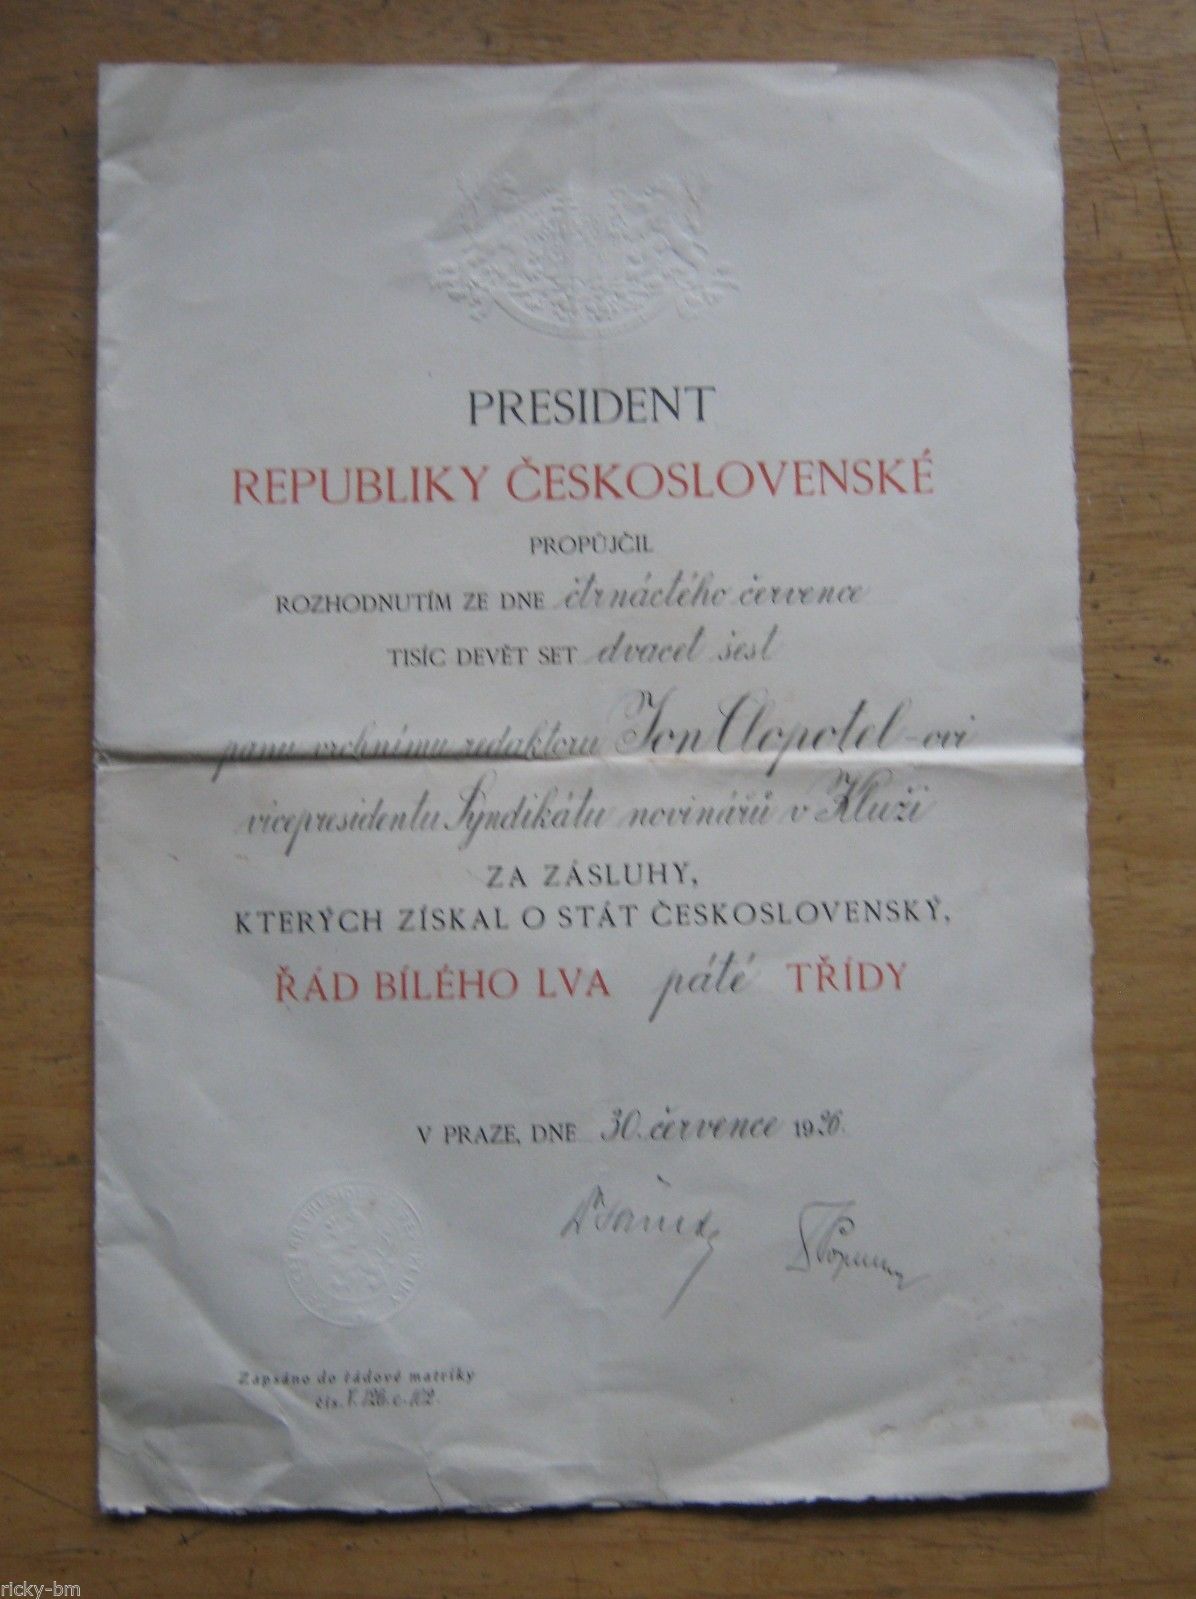 PRESIDENT
REPUBLIKY ČESKOSLOVENSKÉ
PROPŮJČIL
ROZHODNUTÍM ZE DNE čtrnáctého července
TISÍC DEVĚT SET dvacet šest
panu vrchnímu redaktoru Ion Clopotel-ovi
vicepresidentu Syndikátu novinářů v Kluži
ZA ZÁSLUHY,
KTERÝCH ZÍSKAL O STÁT ČESKOSLOVENSKÝ,
ŘÁD BÍLÉHO LVA páté TŘÍDY
V PRAZE, DNE 30. července 1926.
Zapsáno do řádové matriky
čís. V.
ricky-bm